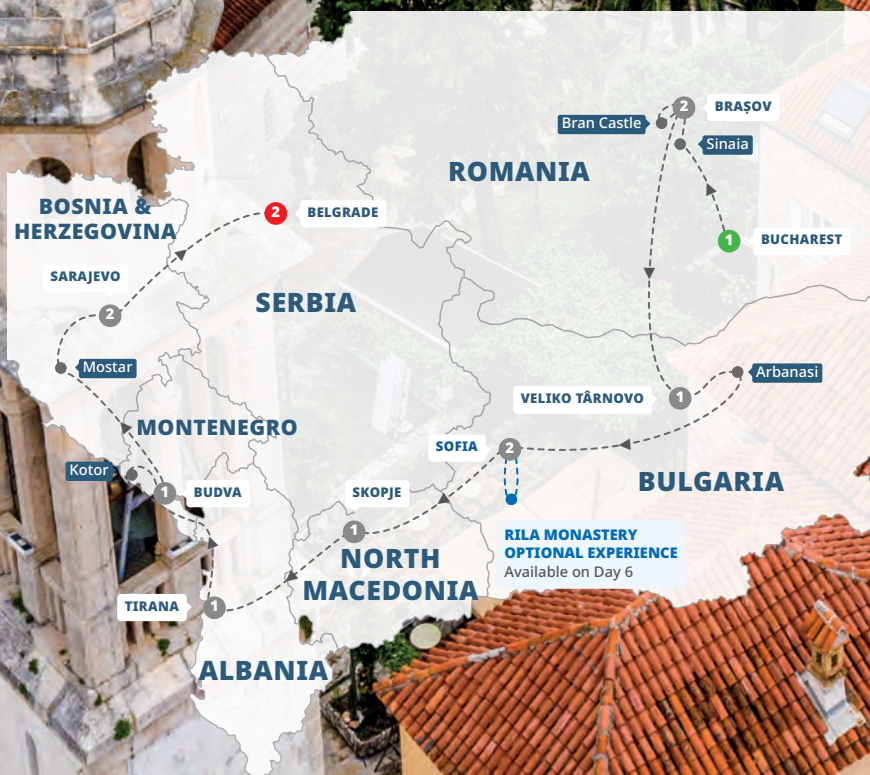 2
BRAȘOV
Bran Castle
Sinaia
ROMANIA
BOSNIA &
HERZEGOVINA
2
BELGRADE
1
BUCHAREST
SARAJEVO
SERBIA
2
Mostar
Arbanasi
VELIKO TÂRNOVO
1
MONTENEGRO
SOFIA
2
Kotor
BULGARIA
1
BUDVA
SKOPJE
1
RILA MONASTERY
OPTIONAL EXPERIENCE
Available on Day 6
NORTH
MACEDONIA
TIRANA
1
ALBANIA